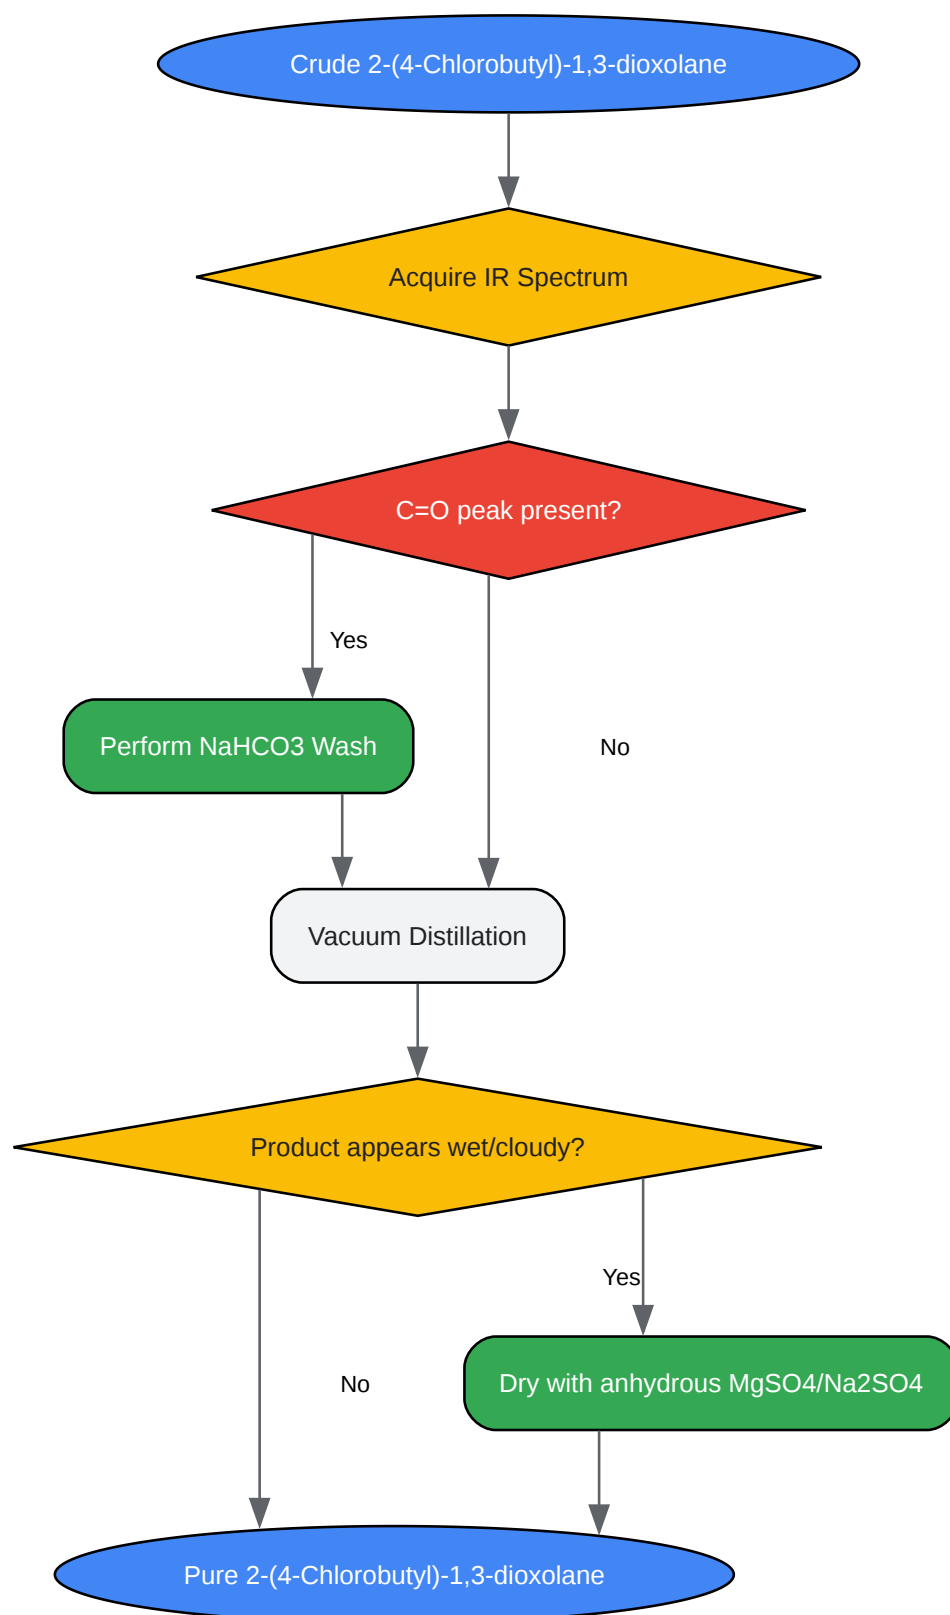 Crude 2-(4-Chlorobutyl)-1,3-dioxolane
Acquire IR Spectrum
C=O peak present?
Yes
Perform NaHCO3 Wash
No
Vacuum Distillation
Product appears wet/cloudy?
Yes
No
Dry with anhydrous MgSO4/Na2SO4
Pure 2-(4-Chlorobutyl)-1,3-dioxolane